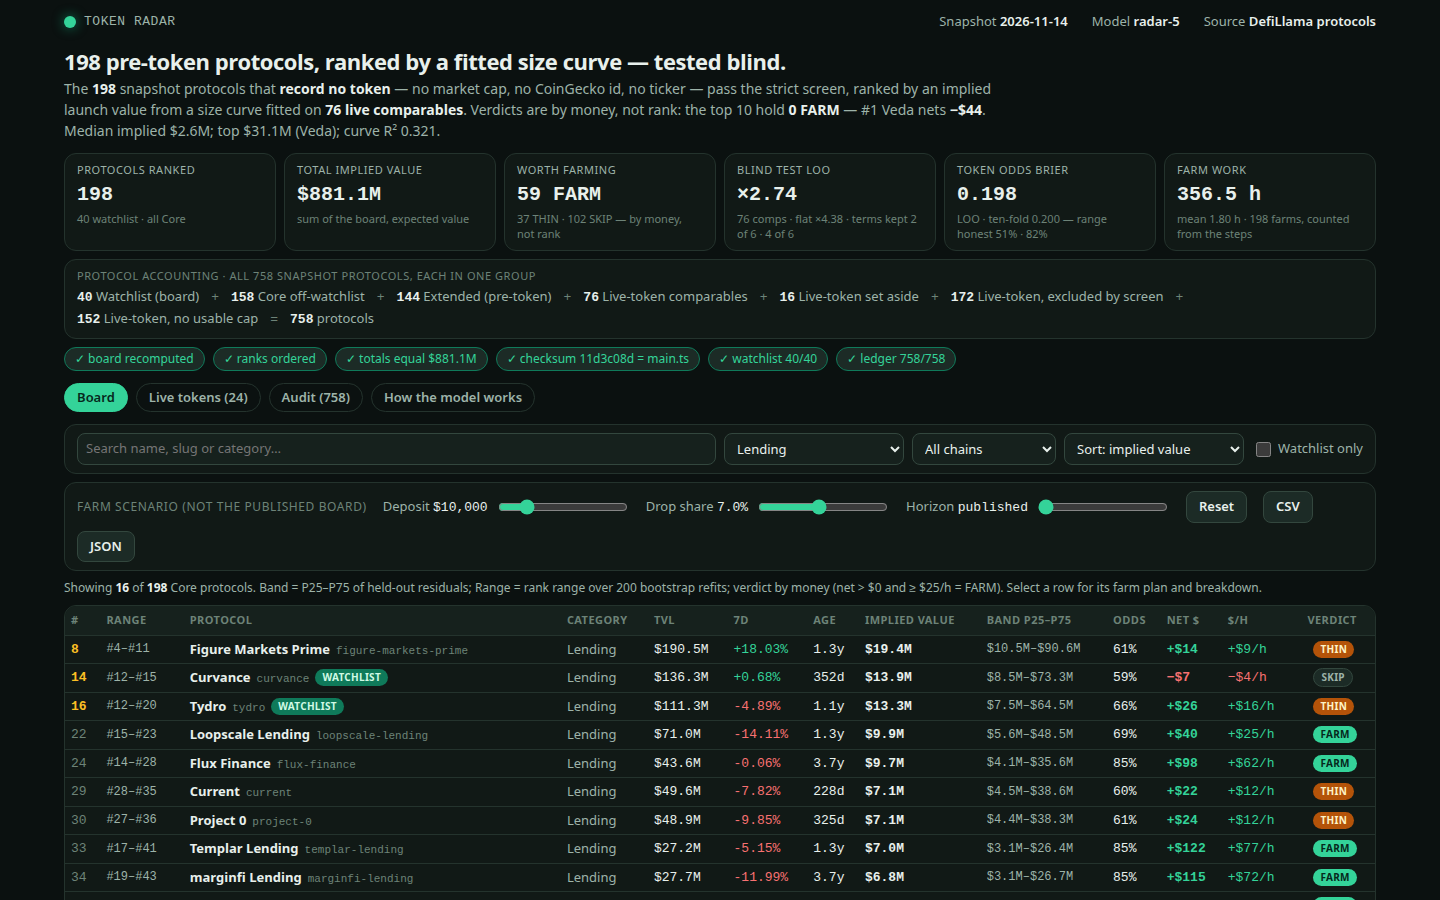 TOKEN RADAR
Snapshot 2026-11-14 Model radar-5 Source DefiLlama protocols
198 pre-token protocols, ranked by a fitted size curve — tested blind.
The 198 snapshot protocols that record no token — no market cap, no CoinGecko id, no ticker — pass the strict screen, ranked by an implied
launch value from a size curve fitted on 76 live comparables. Verdicts are by money, not rank: the top 10 hold 0 FARM — #1 Veda nets −$44.
Median implied $2.6M; top $31.1M (Veda); curve R² 0.321.
PROTOCOLS RANKED
198
40 watchlist · all Core
TOTAL IMPLIED VALUE
$881.1M
sum of the board, expected value
WORTH FARMING
59 FARM
37 THIN · 102 SKIP — by money,
not rank
BLIND TEST LOO
×2.74
76 comps · flat ×4.38 · terms kept 2
of 6 · 4 of 6
TOKEN ODDS BRIER
0.198
LOO · ten-fold 0.200 — range
honest 51% · 82%
FARM WORK
356.5 h
mean 1.80 h · 198 farms, counted
from the steps
PROTOCOL ACCOUNTING · ALL 758 SNAPSHOT PROTOCOLS, EACH IN ONE GROUP
40 Watchlist (board) + 158 Core off-watchlist + 144 Extended (pre-token) + 76 Live-token comparables + 16 Live-token set aside + 172 Live-token, excluded by screen +
152 Live-token, no usable cap = 758 protocols
✓ board recomputed ✓ ranks ordered ✓ totals equal $881.1M ✓ checksum 11d3c08d = main.ts ✓ watchlist 40/40 ✓ ledger 758/758
Board Live tokens (24) Audit (758) How the model works
Search name, slug or category... Lending All chains Sort: implied value Watchlist only
FARM SCENARIO (NOT THE PUBLISHED BOARD) Deposit $10,000 Drop share 7.0% Horizon published Reset CSV
JSON
Showing 16 of 198 Core protocols. Band = P25–P75 of held-out residuals; Range = rank range over 200 bootstrap refits; verdict by money (net > $0 and ≥ $25/h = FARM). Select a row for its farm plan and breakdown.
# RANGE PROTOCOL CATEGORY TVL 7D AGE IMPLIED VALUE BAND P25–P75 ODDS NET $ $/H VERDICT
8 #4–#11 Figure Markets Prime figure-markets-prime Lending $190.5M +18.03% 1.3y $19.4M $10.5M–$90.6M 61% +$14 +$9/h THIN
14 #12–#15 Curvance curvance WATCHLIST Lending $136.3M +0.68% 352d $13.9M $8.5M–$73.3M 59% −$7 −$4/h SKIP
16 #12–#20 Tydro tydro WATCHLIST Lending $111.3M -4.89% 1.1y $13.3M $7.5M–$64.5M 66% +$26 +$16/h THIN
22 #15–#23 Loopscale Lending loopscale-lending Lending $71.0M -14.11% 1.3y $9.9M $5.6M–$48.5M 69% +$40 +$25/h FARM
24 #14–#28 Flux Finance flux-finance Lending $43.6M -0.06% 3.7y $9.7M $4.1M–$35.6M 85% +$98 +$62/h FARM
29 #28–#35 Current current Lending $49.6M -7.82% 228d $7.1M $4.5M–$38.6M 60% +$22 +$12/h THIN
30 #27–#36 Project 0 project-0 Lending $48.9M -9.85% 325d $7.1M $4.4M–$38.3M 61% +$24 +$12/h THIN
33 #17–#41 Templar Lending templar-lending Lending $27.2M -5.15% 1.3y $7.0M $3.1M–$26.4M 85% +$122 +$77/h FARM
34 #19–#43 marginfi Lending marginfi-lending Lending $27.7M -11.99% 3.7y $6.8M $3.1M–$26.7M 85% +$115 +$72/h FARM